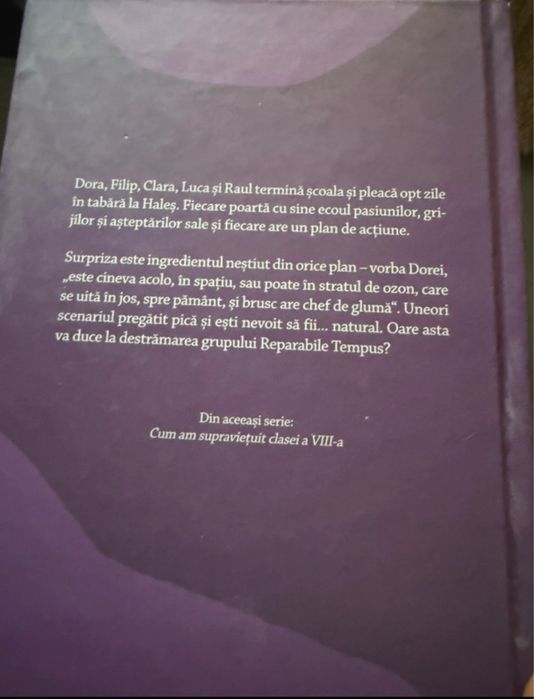 Dora, Filip, Clara, Luca și Raul termină școala și pleacă opt zile
în tabără la Haleș. Fiecare poartă cu sine ecoul pasiunilor, gri-
jilor și așteptărilor sale și fiecare are un plan de acțiune.
Surpriza este ingredientul neștiut din orice plan – vorba Dorei,
„este cineva acolo, în spațiu, sau poate în stratul de ozon, care
se uită în jos, spre pământ, și brusc are chef de glumă“. Uneori
scenariul pregătit pică și ești nevoit să fii... natural. Oare asta
va duce la destrămarea grupului Reparabile Tempus?
Din aceeași serie:
Cum am supraviețuit clasei a VIII-a